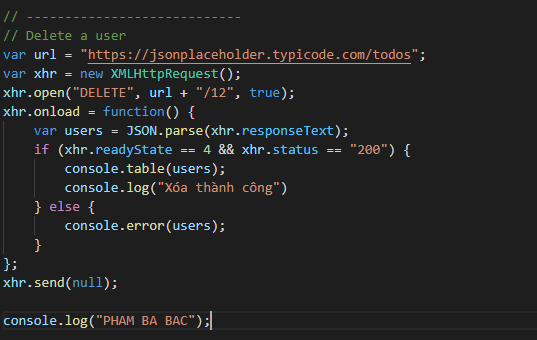 // ----------------------------
// Delete a user
var url = "https://jsonplaceholder.typicode.com/todos";
var xhr = new XMLHttpRequest();
xhr.open("DELETE", url + "/12", true);
xhr.onload = function() {
    var users = JSON.parse(xhr.responseText);
    if (xhr.readyState == 4 && xhr.status == "200") {
        console.table(users);
        console.log("Xóa thành công")
    } else {
        console.error(users);
    }
};
xhr.send(null);

console.log("PHAM BA BAC");